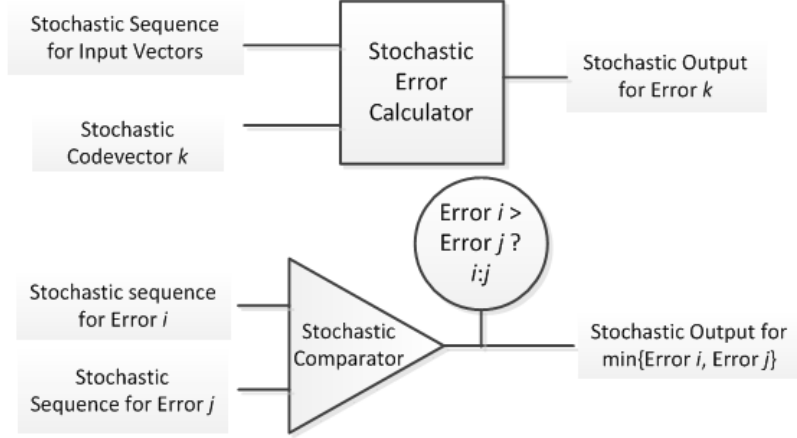 Stochastic Sequence
for Input Vectors
Stochastic
Error
Calculator
Stochastic Output
for Error k
Stochastic
Codevector k
Error i >
Error j ?
i:j
Stochastic sequence
for Error i
Stochastic
Comparator
Stochastic Output for
min{Error i, Error j}
Stochastic
Sequence for Error j